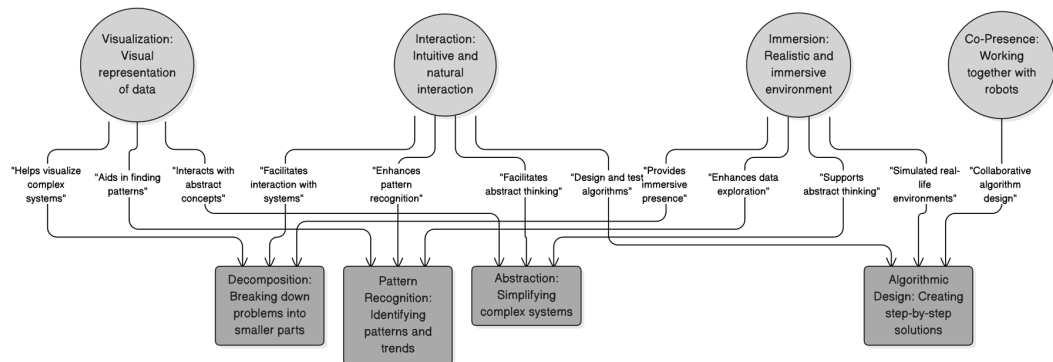 Visualization:
Visual
representation
of data
Interaction:
Intuitive and
natural
interaction
Immersion:
Realistic and
immersive
environment
Co-Presence:
Working
together with
robots
"Helps visualize
complex
systems"
"Aids in finding
patterns"
"Interacts with
abstract
concepts"
"Facilitates
interaction with
systems"
"Enhances
pattern
recognition"
"Facilitates
abstract thinking"
"Design and test
algorithms"
"Provides
immersive
presence"
"Enhances data
exploration"
"Supports
abstract thinking"
"Simulated real-
life
environments"
"Collaborative
algorithm
design"
Decomposition:
Breaking down
problems into
smaller parts
Pattern
Recognition:
Identifying
patterns and
trends
Abstraction:
Simplifying
complex systems
Algorithmic
Design: Creating
step-by-step
solutions